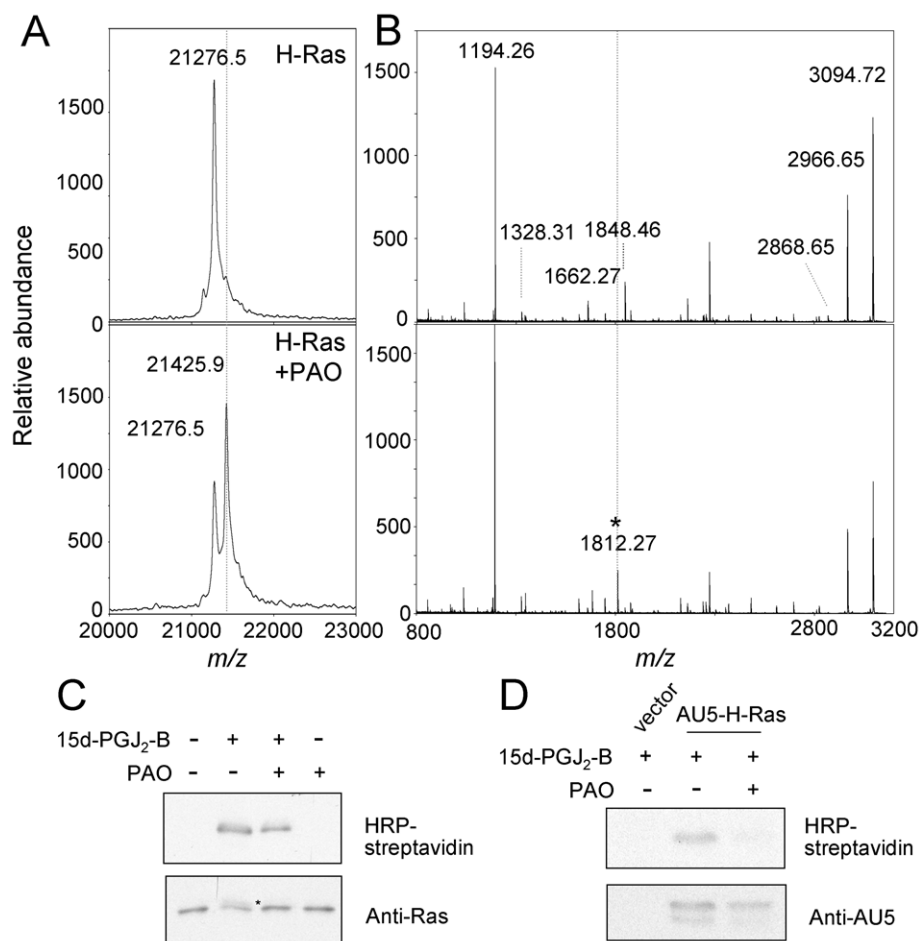 A
H-Ras
21276.5
1500
1000
500
0
H-Ras
+PAO
21425.9
21276.5
1500
1000
500
0
20000 21000 22000 23000
m/z
Relative abundance
B
1194.26
3094.72
2966.65
1328.31
1848.46
2868.65
1662.27
1500
1000
500
0
*
1812.27
1500
1000
500
0
800 1800 2800 3200
m/z
C
15d-PGJ2-B - + + -
PAO - - + +
HRP-
streptavidin
*
Anti-Ras
D
vector
AU5-H-Ras
15d-PGJ2-B + + +
PAO - - +
HRP-
streptavidin
Anti-AU5